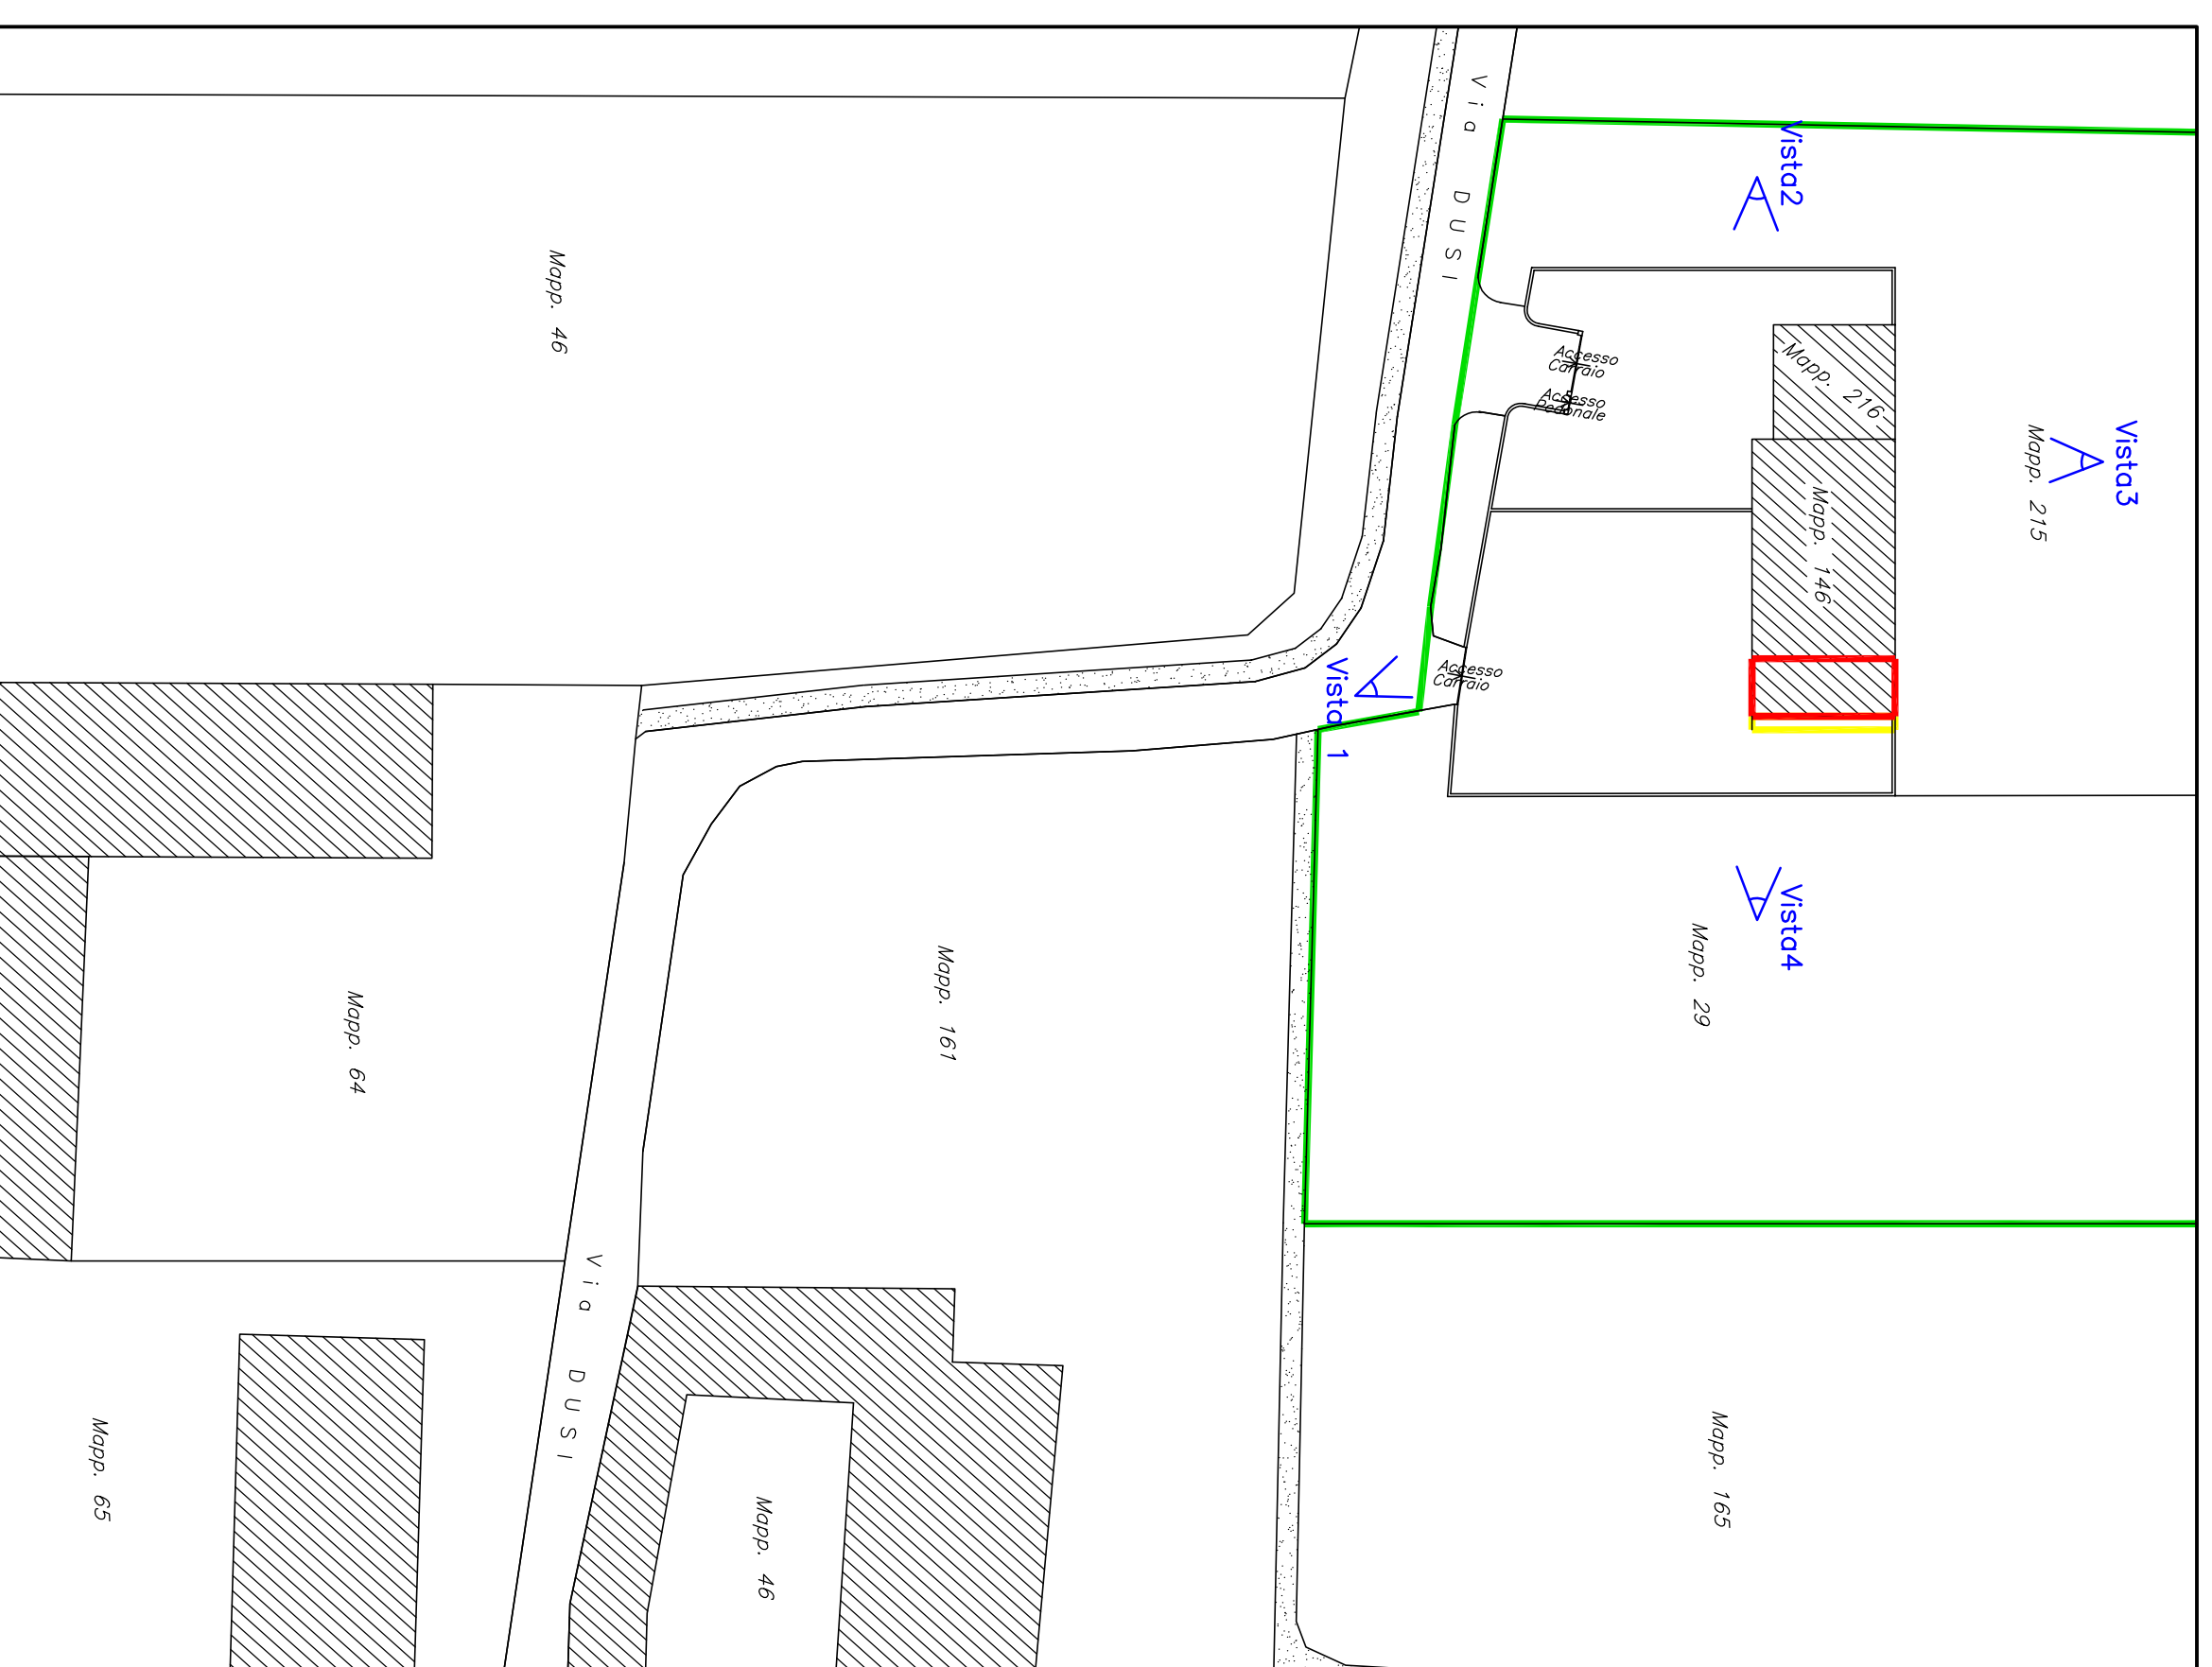 Vista3
Mapp. 215
Vista2
Vista4
Mapp. 216
Mapp. 146
Mapp. 29
Mapp. 165
Accesso
Carraio
Accesso
Pedonale
Accesso
Carraio
Via DUSI
Vista 1
Mapp. 161
Mapp. 46
Via DUSI
Mapp. 46
Mapp. 64
Mapp. 65